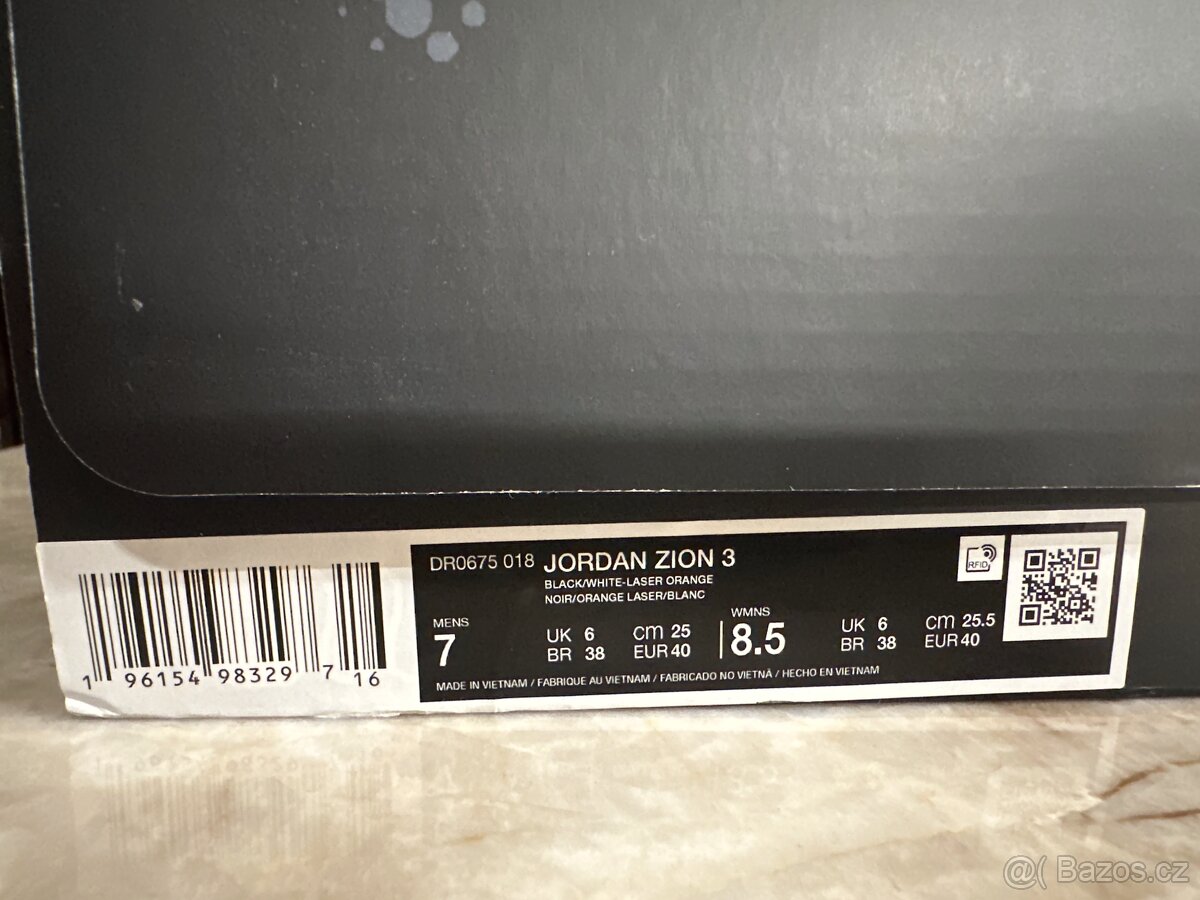 DR0675 018 JORDAN ZION 3
BLACK/WHITE-LASER ORANGE
NOIR/ORANGE LASER/BLANC
RFID
MENS
7
UK 6 cm 25
BR 38 EUR 40
WMNS
8.5
UK 6 cm 25.5
BR 38 EUR 40
MADE IN VIETNAM / FABRIQUE AU VIETNAM / FABRICADO NO VIETNÃ / HECHO EN VIETNAM
1 96154 98329 7 16
@( Bazos.cz